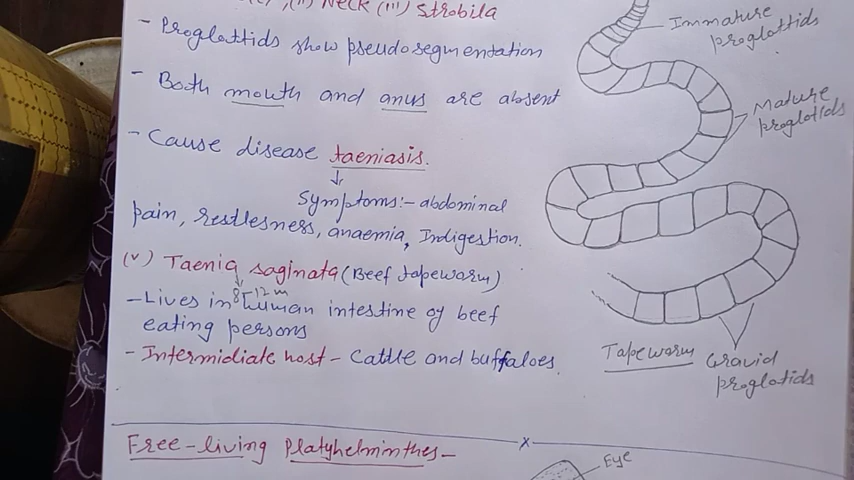 (ii) Neck (iii) Strobila
- Proglottids show pseudosegmentation
- Both mouth and anus are absent
- Cause disease taeniasis.
Symptoms:- abdominal
pain, restlesness, anaemia, Indigestion.
(v) Taenia saginata (Beef tapeworm)
8-12 m
- Lives in human intestine of beef
eating persons
- Intermidiate host - Cattle and buffaloes
Immature
proglottids
Mature
proglotids
Tapeworm
Gravid
proglotids
x
Free-living Platyhelminthes-
Eye